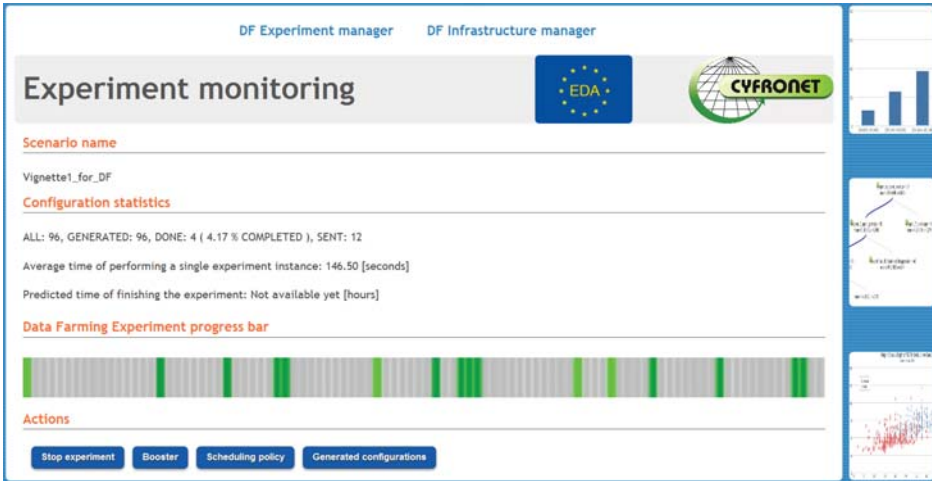 DF Experiment manager DF Infrastructure manager
Experiment monitoring
EDA
CYFRONET
Scenario name
Vignette1_for_DF
Configuration statistics
ALL: 96, GENERATED: 96, DONE: 4 ( 4.17 % COMPLETED ), SENT: 12
Average time of performing a single experiment instance: 146.50 [seconds]
Predicted time of finishing the experiment: Not available yet [hours]
Data Farming Experiment progress bar
Actions
Stop experiment Booster Scheduling policy Generated configurations